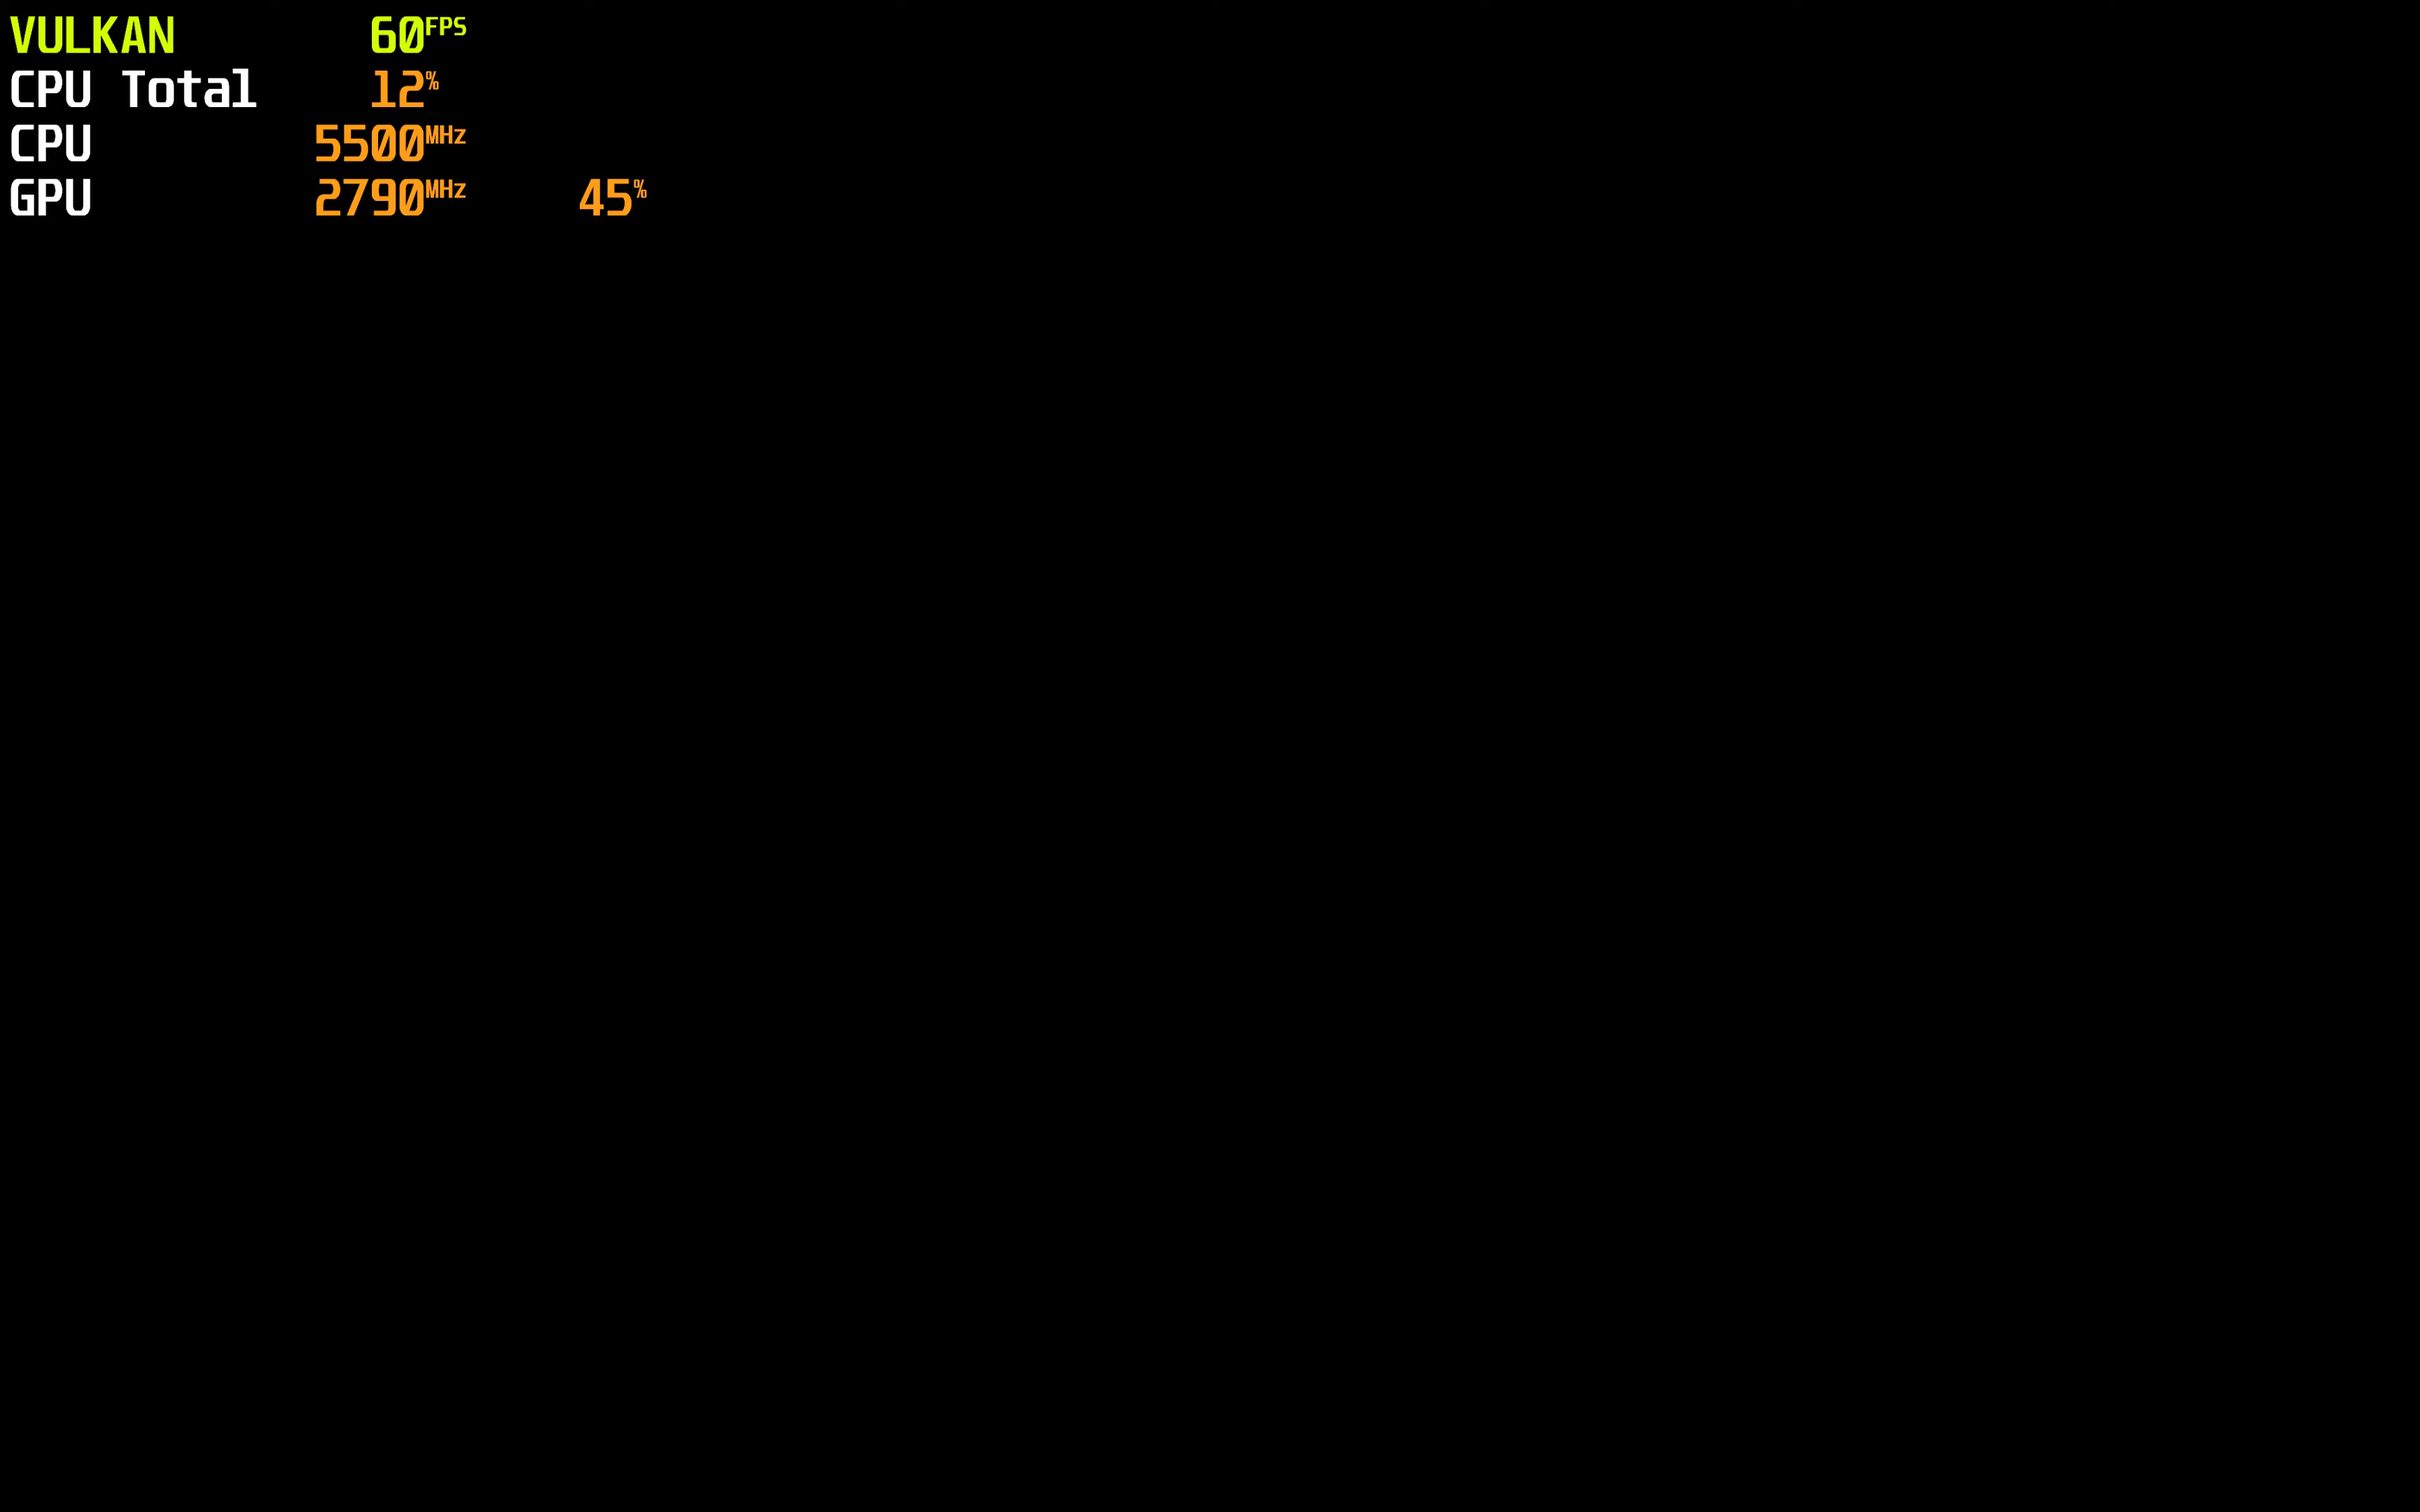 VULKAN 60FPS
CPU Total 12%
CPU 5500MHz
GPU 2790MHz 45%